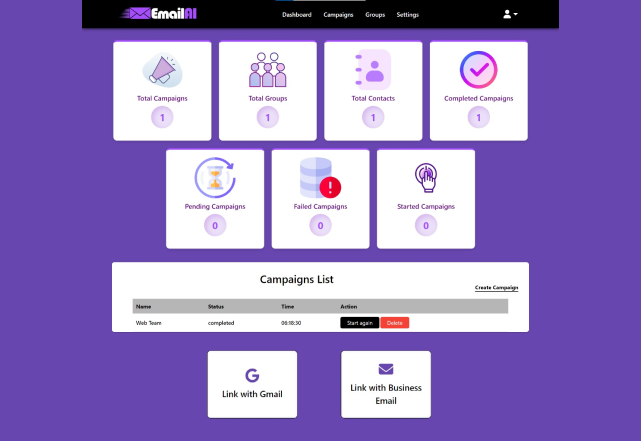 EmailAI
Dashboard Campaigns Groups Settings
Total Campaigns
1
Total Groups
1
Total Contacts
1
Completed Campaigns
1
Pending Campaigns
0
Failed Campaigns
0
Started Campaigns
0
Campaigns List
Create Campaign
Name Status Time Action
Web Team completed 06:18:30 Start again Delete
Link with Gmail
Link with Business
Email